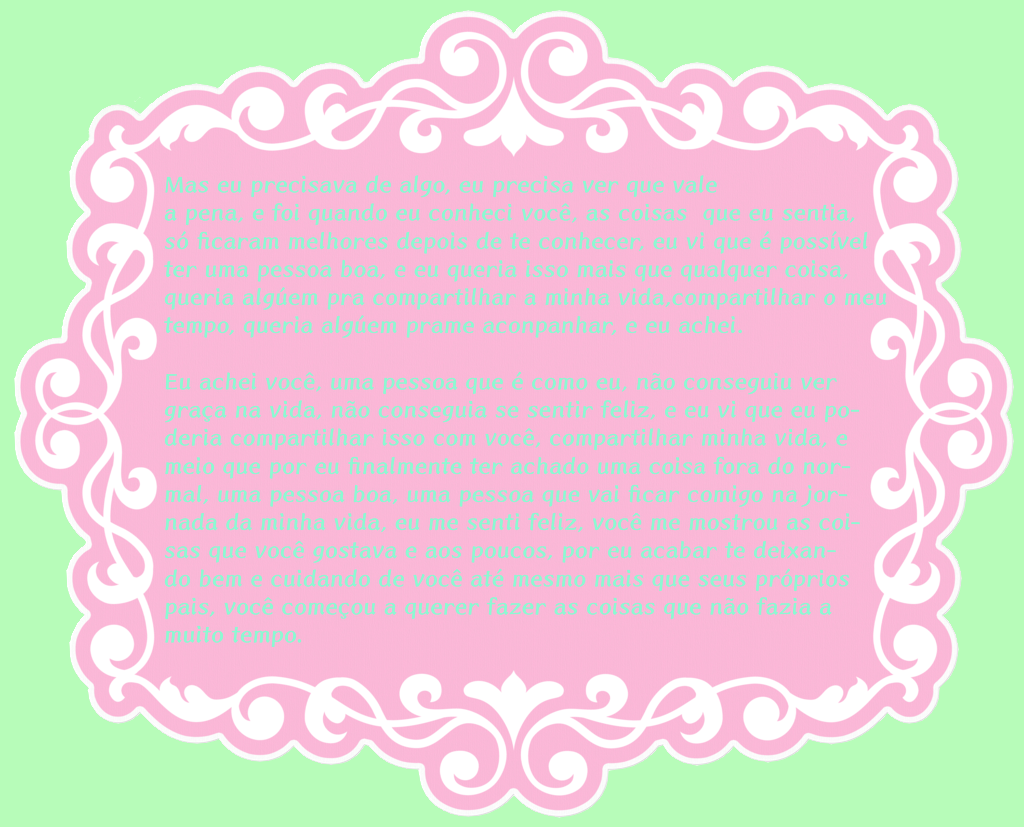 Mas eu precisava de algo, eu precisa ver que vale
a pena, e foi quando eu conheci você, as coisas que eu sentia,
só ficaram melhores depois de te conhecer, eu vi que é possível
ter uma pessoa boa, e eu queria isso mais que qualquer coisa,
queria algúem pra compartilhar a minha vida,compartilhar o meu
tempo, queria algúem prame aconpanhar, e eu achei.
Eu achei você, uma pessoa que é como eu, não conseguiu ver
graça na vida, não conseguia se sentir feliz, e eu vi que eu po-
deria compartilhar isso com você, compartilhar minha vida, e
meio que por eu finalmente ter achado uma coisa fora do nor-
mal, uma pessoa boa, uma pessoa que vai ficar comigo na jor-
nada da minha vida, eu me senti feliz, você me mostrou as coi-
sas que você gostava e aos poucos, por eu acabar te deixan-
do bem e cuidando de você até mesmo mais que seus próprios
pais, você começou a querer fazer as coisas que não fazia a
muito tempo.